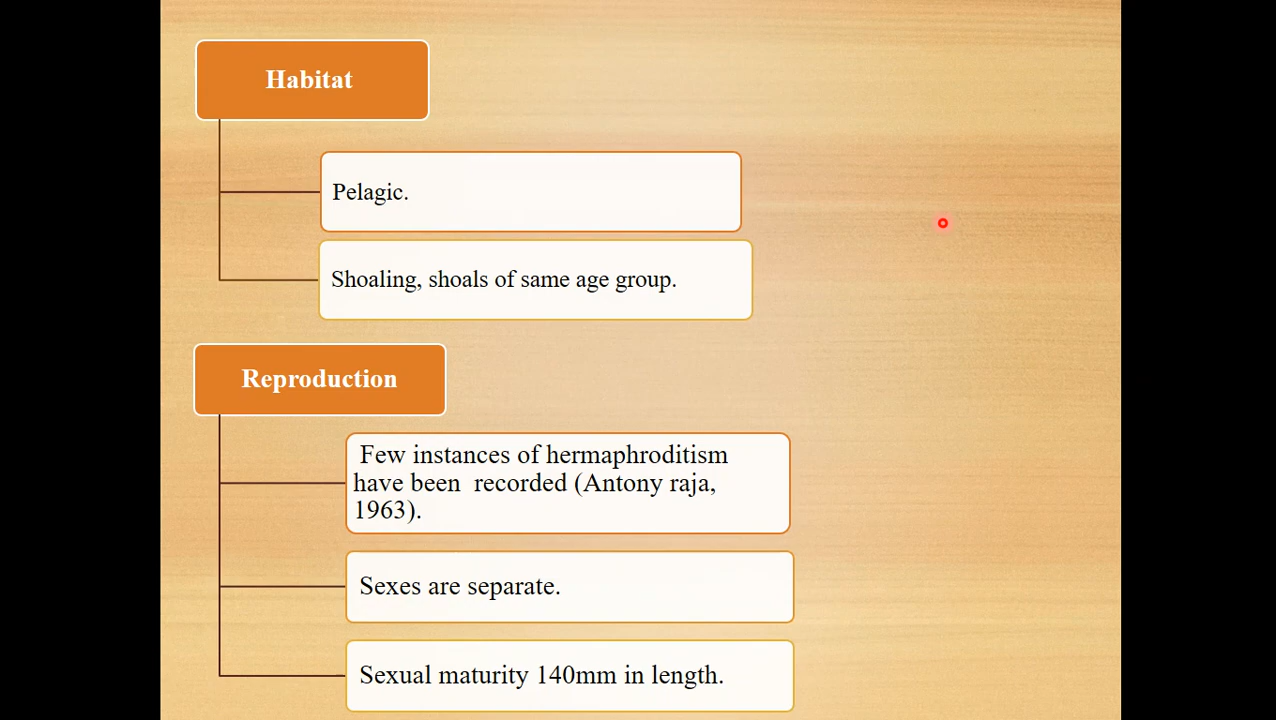 Habitat
Pelagic.
Shoaling, shoals of same age group.
Reproduction
Few instances of hermaphroditism
have been recorded (Antony raja,
1963).
Sexes are separate.
Sexual maturity 140mm in length.